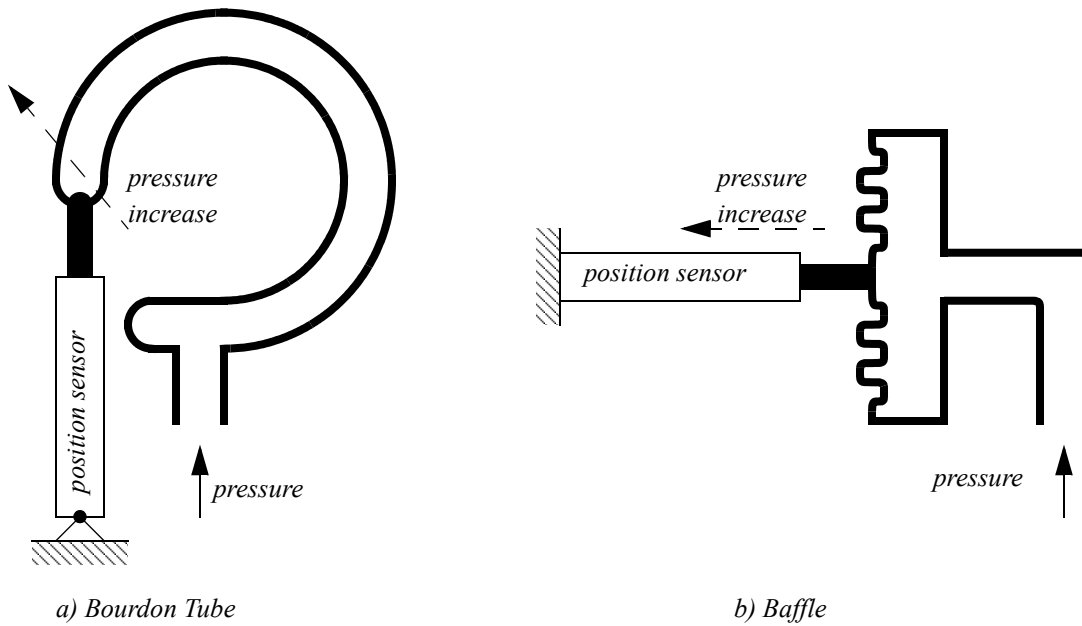 pressure
increase
position sensor
pressure
a) Bourdon Tube
pressure
increase
position sensor
pressure
b) Baffle